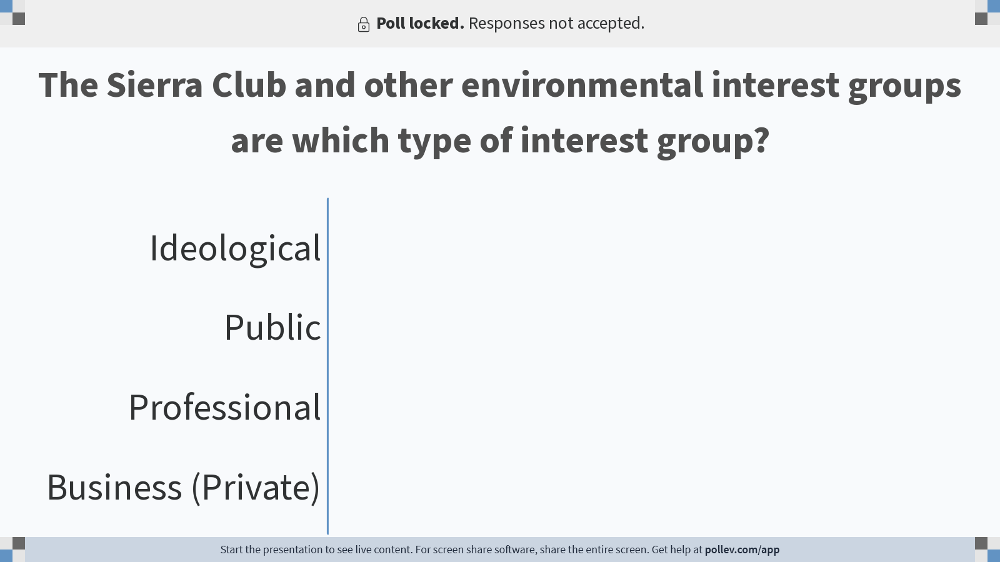 Poll locked. Responses not accepted.
The Sierra Club and other environmental interest groups
are which type of interest group?
Ideological
Public
Professional
Business (Private)
Start the presentation to see live content. For screen share software, share the entire screen. Get help at pollev.com/app